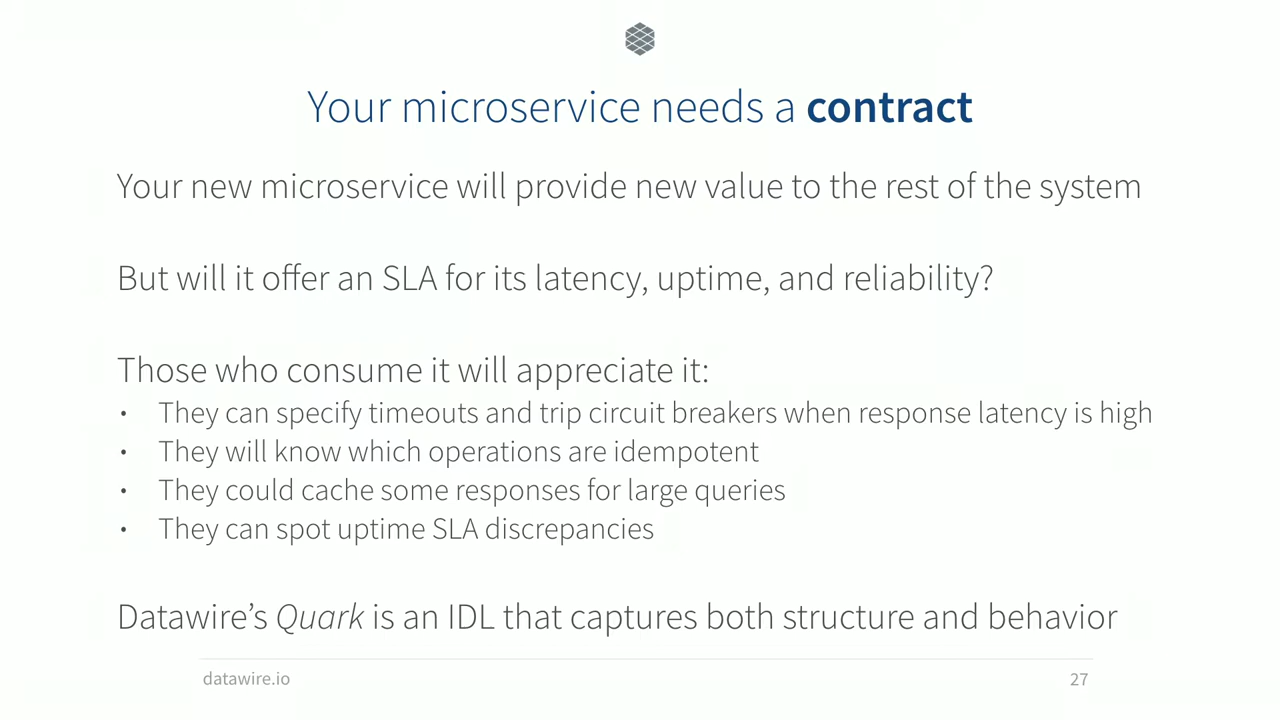 Your microservice needs a contract
Your new microservice will provide new value to the rest of the system
But will it offer an SLA for its latency, uptime, and reliability?
Those who consume it will appreciate it:
• They can specify timeouts and trip circuit breakers when response latency is high
• They will know which operations are idempotent
• They could cache some responses for large queries
• They can spot uptime SLA discrepancies
Datawire’s Quark is an IDL that captures both structure and behavior
datawire.io
27